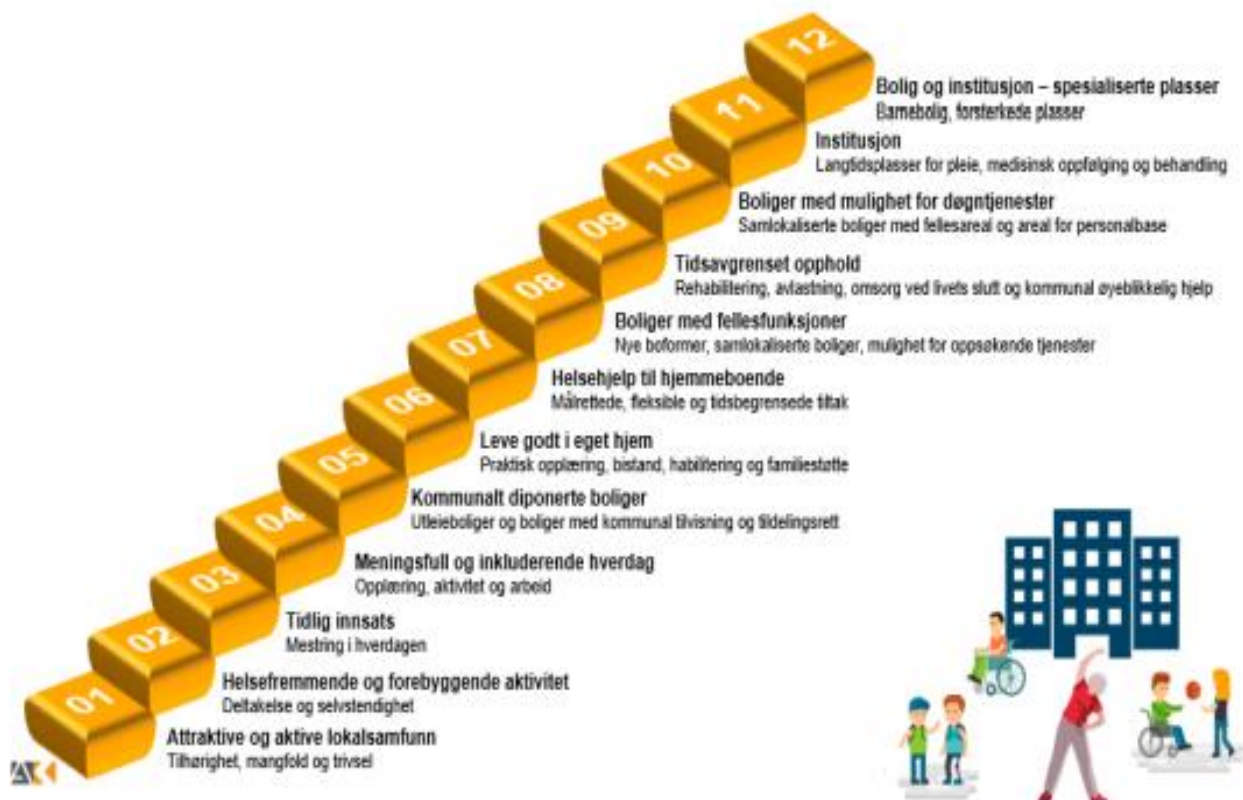 12
Bolig og institusjon – spesialiserte plasser
Barnebolig, forsterkede plasser
11
Institusjon
Langtidsplasser for pleie, medisinsk oppfølging og behandling
10
Boliger med mulighet for døgntjenester
Samlokaliserte boliger med fellesareal og areal for personalbase
09
Tidsavgrenset opphold
Rehabilitering, avlastning, omsorg ved livets slutt og kommunal øyeblikkelig hjelp
08
Boliger med fellesfunksjoner
Nye boformer, samlokaliserte boliger, mulighet for oppsøkende tjenester
07
Helsehjelp til hjemmeboende
Målrettede, fleksible og tidsbegrensede tiltak
06
Leve godt i eget hjem
Praktisk opplæring, bistand, habilitering og familiestøtte
05
Kommunalt diponerte boliger
Utleieboliger og boliger med kommunal tilvisning og tildelingsrett
04
Meningsfull og inkluderende hverdag
Opplæring, aktivitet og arbeid
03
Tidlig innsats
Mestring i hverdagen
02
Helsefremmende og forebyggende aktivitet
Deltakelse og selvstendighet
01
Attraktive og aktive lokalsamfunn
Tilhørighet, mangfold og trivsel